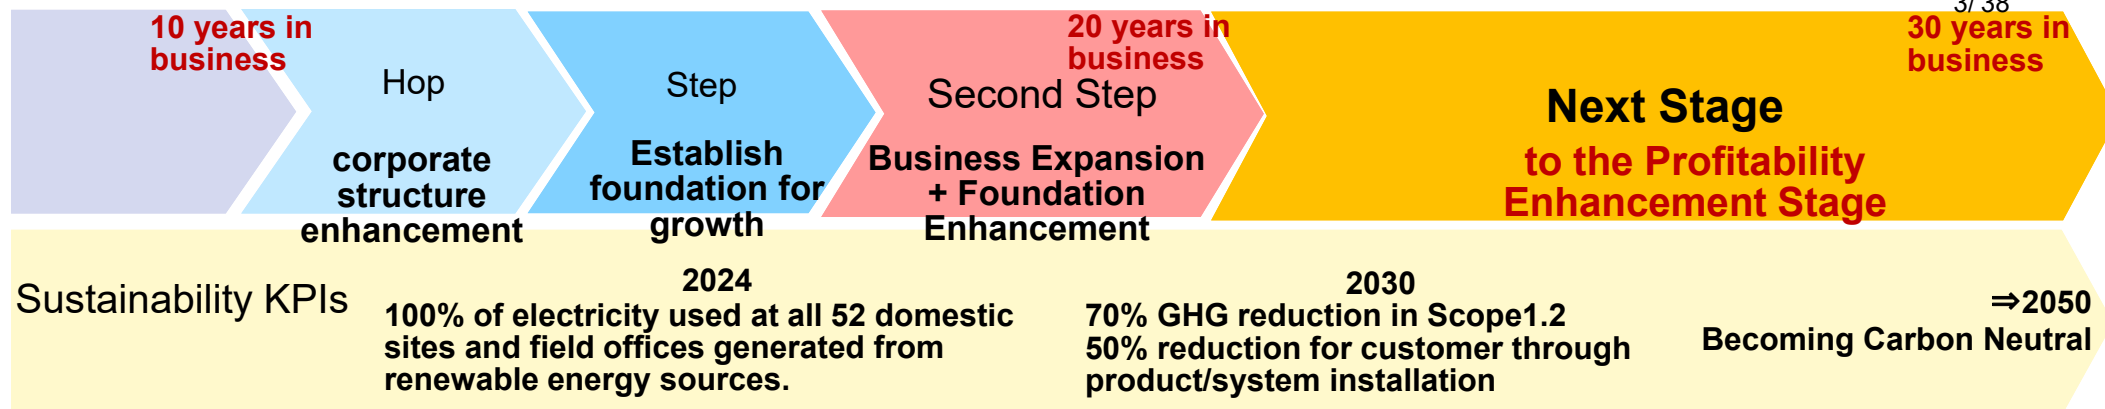 3/ 38
10 years in
business
Hop
corporate
structure
enhancement
Step
Establish
foundation for
growth
20 years in
business
Second Step
Business Expansion
+ Foundation
Enhancement
30 years in
business
Next Stage
to the Profitability
Enhancement Stage
Sustainability KPIs
2024
100% of electricity used at all 52 domestic
sites and field offices generated from
renewable energy sources.
2030
70% GHG reduction in Scope1.2
50% reduction for customer through
product/system installation
⇒2050
Becoming Carbon Neutral